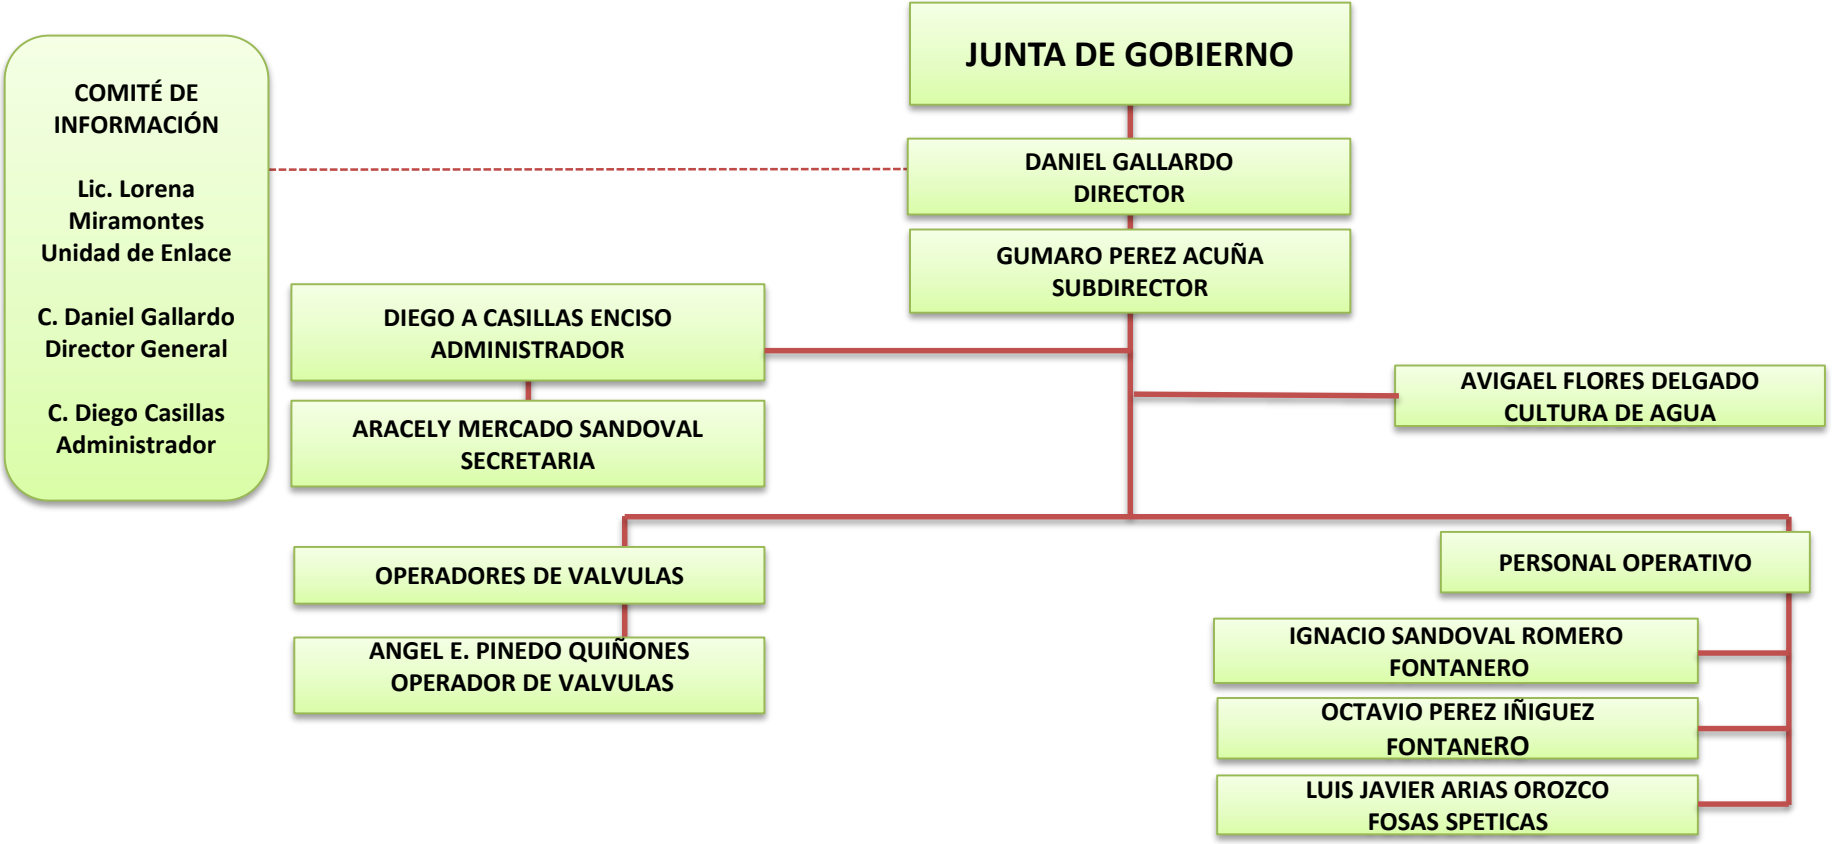 JUNTA DE GOBIERNO
COMITÉ DE
INFORMACIÓN
Lic. Lorena
Miramontes
Unidad de Enlace
C. Daniel Gallardo
Director General
C. Diego Casillas
Administrador
DANIEL GALLARDO
DIRECTOR
GUMARO PEREZ ACUÑA
SUBDIRECTOR
DIEGO A CASILLAS ENCISO
ADMINISTRADOR
ARACELY MERCADO SANDOVAL
SECRETARIA
AVIGAEL FLORES DELGADO
CULTURA DE AGUA
OPERADORES DE VALVULAS
ANGEL E. PINEDO QUIÑONES
OPERADOR DE VALVULAS
PERSONAL OPERATIVO
IGNACIO SANDOVAL ROMERO
FONTANERO
OCTAVIO PEREZ IÑIGUEZ
FONTANERO
LUIS JAVIER ARIAS OROZCO
FOSAS SPETICAS